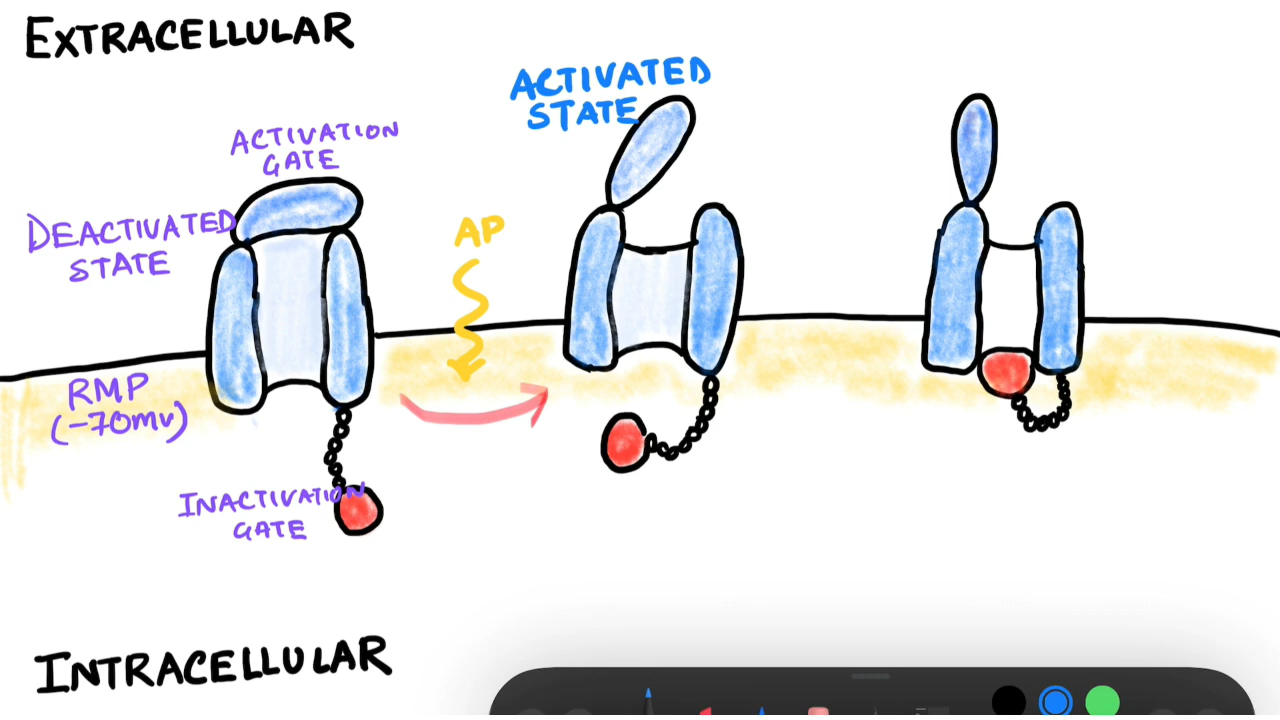 EXTRACELLULAR
ACTIVATED
STATE
ACTIVATION
GATE
DEACTIVATED
STATE
AP
RMP
(-70mv)
INACTIVATION
GATE
INTRACELLULAR